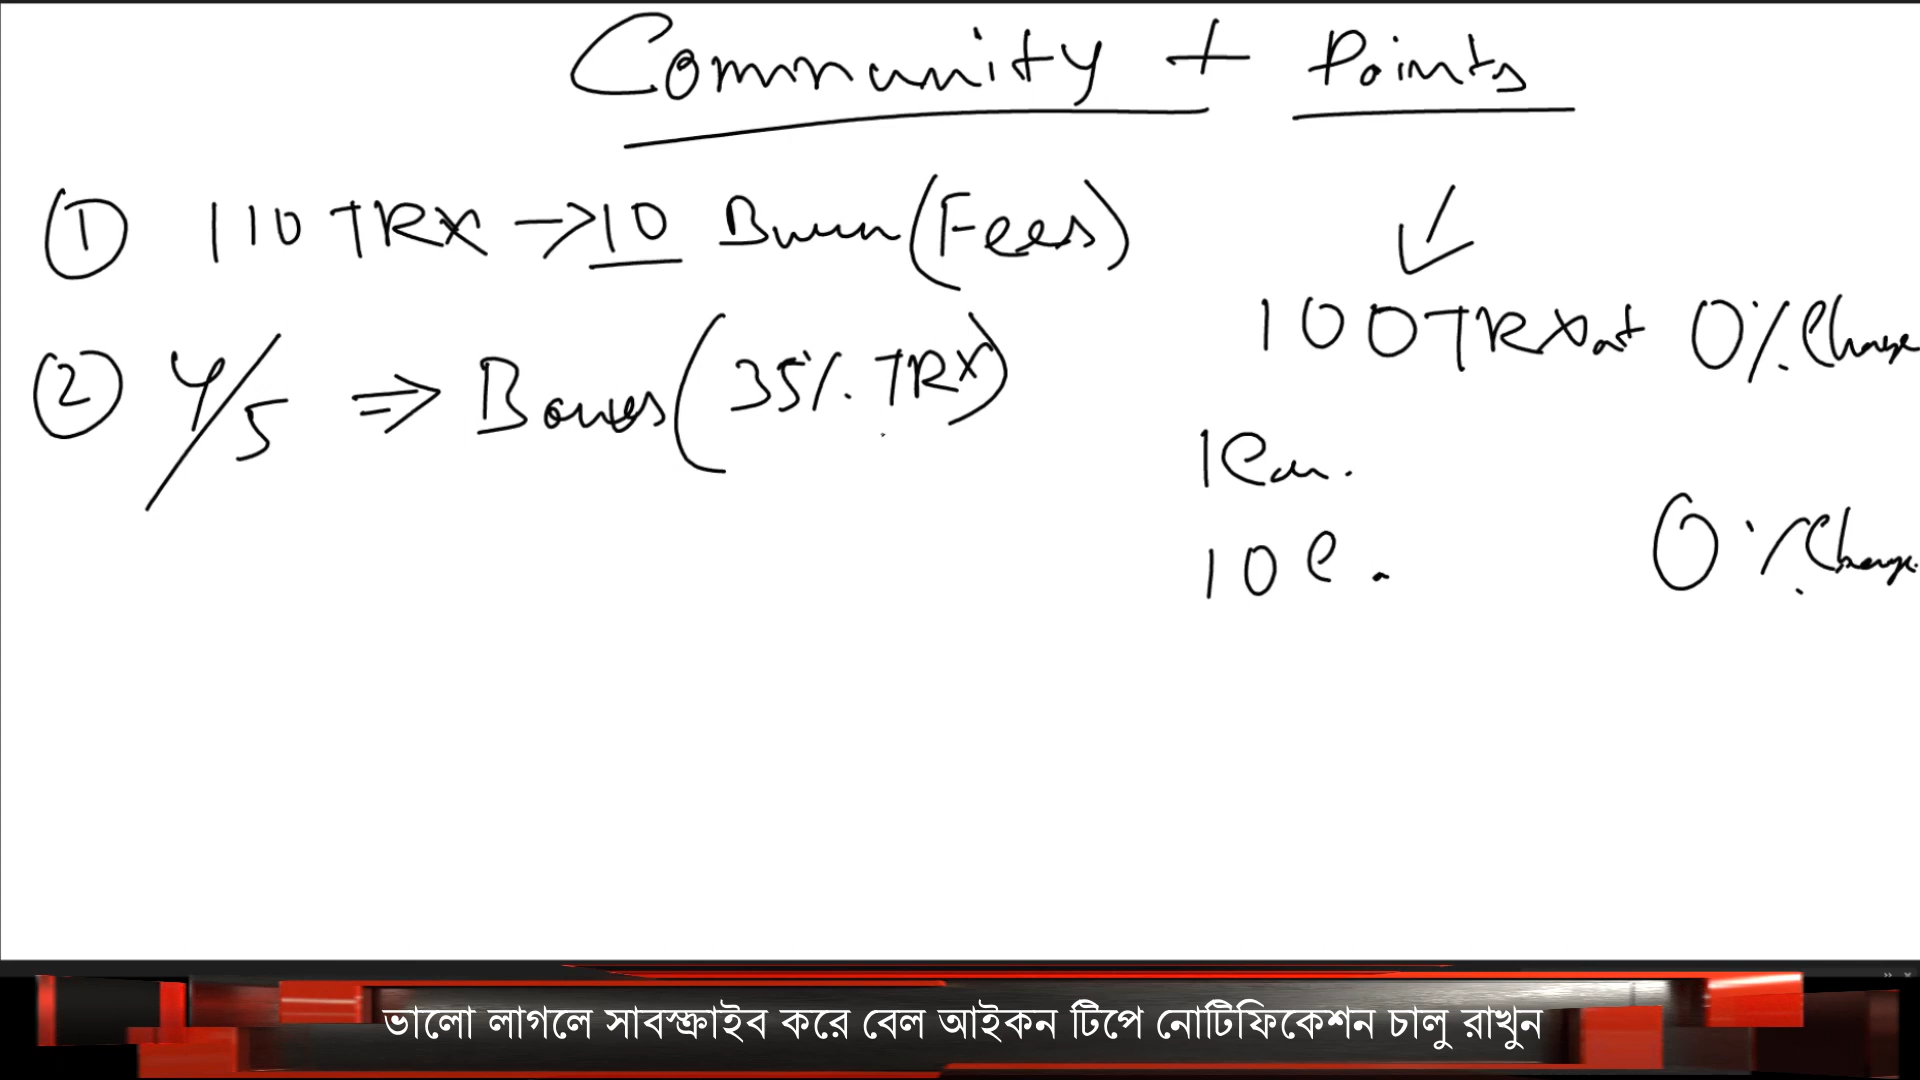 Community + Points
① 110 TRX → 10 Burn (Fees)
② 4/5 ⇒ Bonus (35% TRX)
100 TRX at 0% Charge
10
0% Charge
ভালো লাগলে সাবস্ক্রাইব করে বেল আইকন টিপে নোটিফিকেশন চালু রাখুন